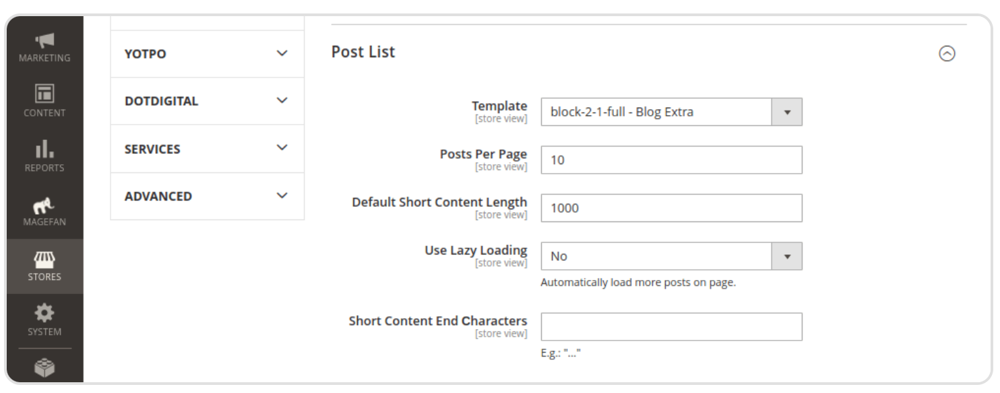 MARKETING
CONTENT
REPORTS
MAGEFAN
STORES
SYSTEM
YOTPO
DOTDIGITAL
SERVICES
ADVANCED
Post List
Template
[store view]
block-2-1-full - Blog Extra
Posts Per Page
[store view]
10
Default Short Content Length
[store view]
1000
Use Lazy Loading
[store view]
No
Automatically load more posts on page.
Short Content End Characters
[store view]
E.g.: "..."